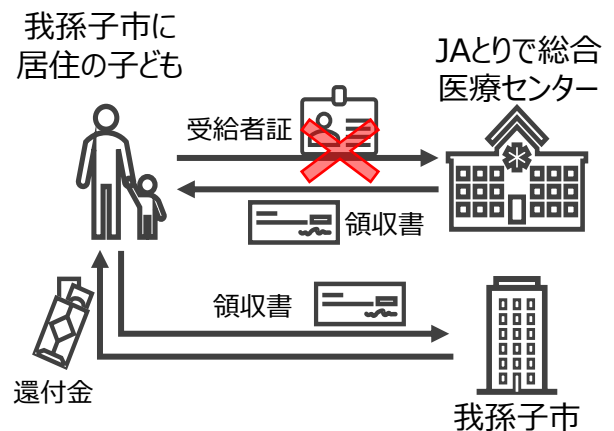 我孫子市に
居住の子ども
JAとりで総合
医療センター
受給者証
領収書
領収書
還付金
我孫子市